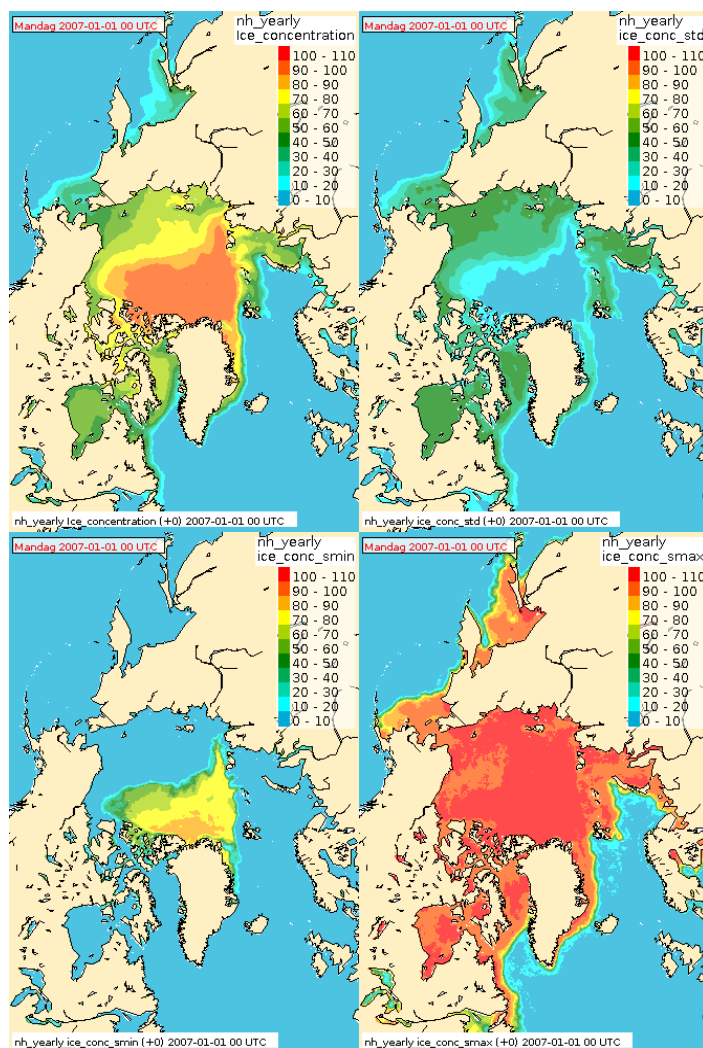 Mandag 2007-01-01 00 UTC
nh_yearly
Ice_concentration
100 - 110
90 - 100
80 - 90
70 - 80
60 - 70
50 - 60
40 - 50
30 - 40
20 - 30
10 - 20
0 - 10
nh_yearly Ice_concentration (+0) 2007-01-01 00 UTC
Mandag 2007-01-01 00 UTC
nh_yearly
ice_conc_std
100 - 110
90 - 100
80 - 90
70 - 80
60 - 70
50 - 60
40 - 50
30 - 40
20 - 30
10 - 20
0 - 10
nh_yearly ice_conc_std (+0) 2007-01-01 00 UTC
Mandag 2007-01-01 00 UTC
nh_yearly
ice_conc_smin
100 - 110
90 - 100
80 - 90
70 - 80
60 - 70
50 - 60
40 - 50
30 - 40
20 - 30
10 - 20
0 - 10
nh_yearly ice_conc_smin (+0) 2007-01-01 00 UTC
Mandag 2007-01-01 00 UTC
nh_yearly
ice_conc_smax
100 - 110
90 - 100
80 - 90
70 - 80
60 - 70
50 - 60
40 - 50
30 - 40
20 - 30
10 - 20
0 - 10
nh_yearly ice_conc_smax (+0) 2007-01-01 00 UTC